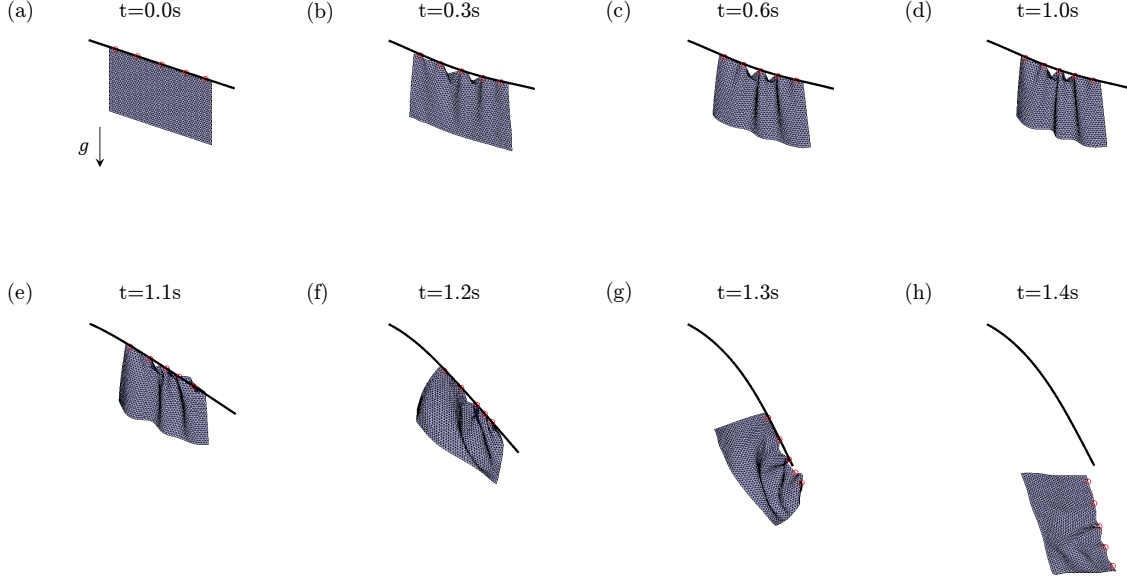 (a) t=0.0s
(b) t=0.3s
(c) t=0.6s
(d) t=1.0s
g
(e) t=1.1s
(f) t=1.2s
(g) t=1.3s
(h) t=1.4s